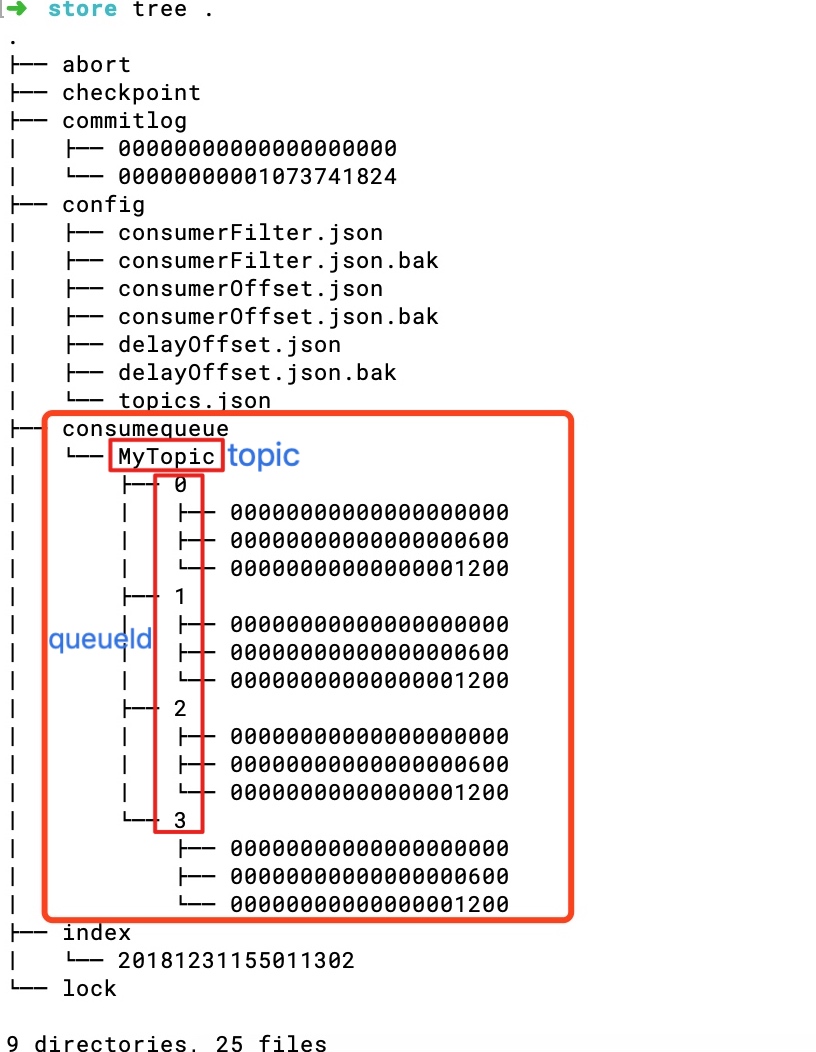 ➜ store tree .
.
├── abort
├── checkpoint
├── commitlog
│   ├── 00000000000000000000
│   └── 00000000001073741824
├── config
│   ├── consumerFilter.json
│   ├── consumerFilter.json.bak
│   ├── consumerOffset.json
│   ├── consumerOffset.json.bak
│   ├── delayOffset.json
│   ├── delayOffset.json.bak
│   └── topics.json
├── consumequeue
│   └── MyTopic topic
│       ├── 0
│       │   ├── 00000000000000000000
│       │   ├── 00000000000000000600
│       │   └── 00000000000000001200
│       ├── 1
│       │   ├── 00000000000000000000
queueId
│       │   ├── 00000000000000000600
│       │   └── 00000000000000001200
│       ├── 2
│       │   ├── 00000000000000000000
│       │   ├── 00000000000000000600
│       │   └── 00000000000000001200
│       └── 3
│           ├── 00000000000000000000
│           ├── 00000000000000000600
│           └── 00000000000000001200
├── index
│   └── 20181231155011302
└── lock
9 directories, 25 files